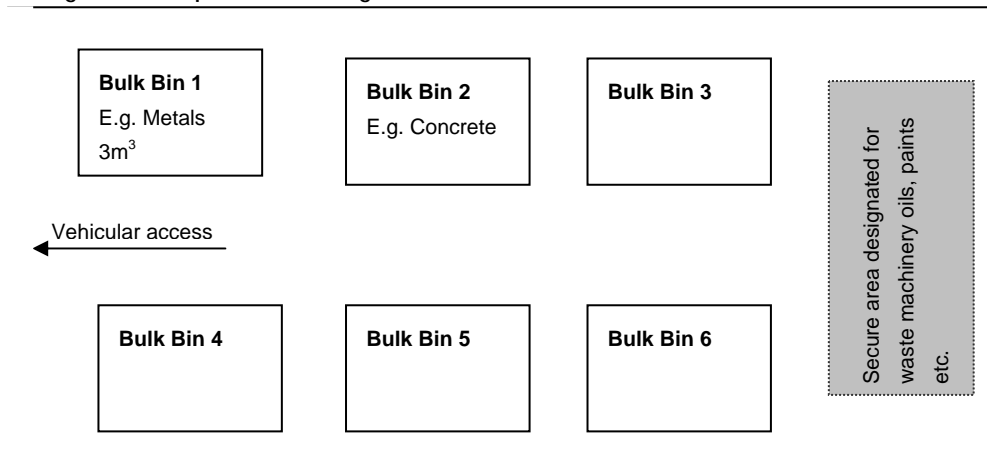 Bulk Bin 1
E.g. Metals
3m³
Bulk Bin 2
E.g. Concrete
Bulk Bin 3
Vehicular access
Bulk Bin 4
Bulk Bin 5
Bulk Bin 6
Secure area designated for
waste machinery oils, paints
etc.